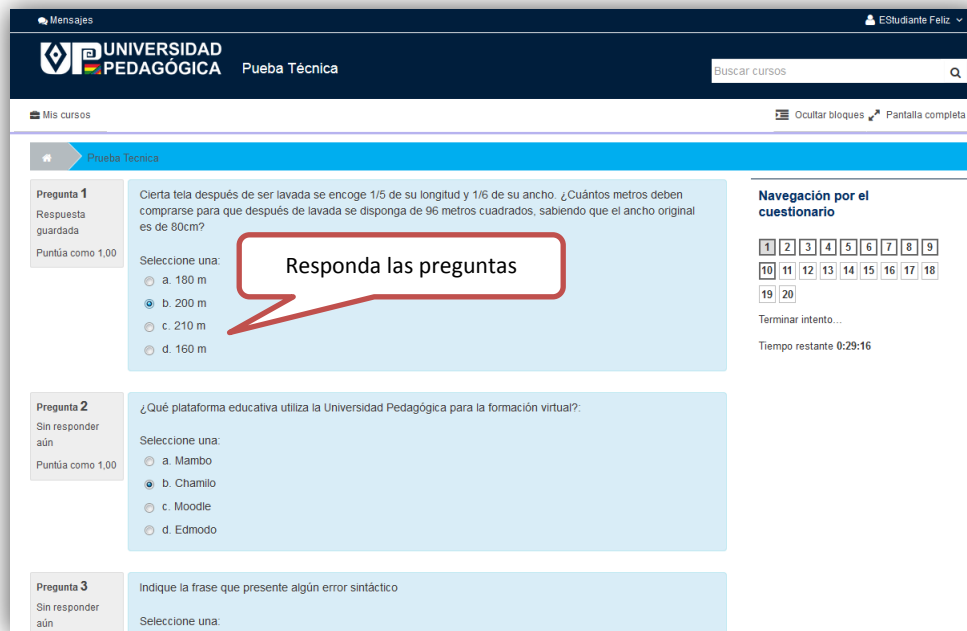 Mensajes
EStudiante Feliz
UNIVERSIDAD
PEDAGÓGICA
Pueba Técnica
Buscar cursos
Mis cursos
Ocultar bloques
Pantalla completa
Prueba Tecnica
Pregunta 1
Respuesta
guardada
Puntúa como 1,00
Cierta tela después de ser lavada se encoge 1/5 de su longitud y 1/6 de su ancho. ¿Cuántos metros deben
comprarse para que después de lavada se disponga de 96 metros cuadrados, sabiendo que el ancho original
es de 80cm?
Seleccione una:
a. 180 m
b. 200 m
c. 210 m
d. 160 m
Responda las preguntas
Navegación por el
cuestionario
1 2 3 4 5 6 7 8 9
10 11 12 13 14 15 16 17 18
19 20
Terminar intento...
Tiempo restante 0:29:16
Pregunta 2
Sin responder
aún
Puntúa como 1,00
¿Qué plataforma educativa utiliza la Universidad Pedagógica para la formación virtual?:
Seleccione una:
a. Mambo
b. Chamilo
c. Moodle
d. Edmodo
Pregunta 3
Sin responder
aún
Indique la frase que presente algún error sintáctico
Seleccione una: